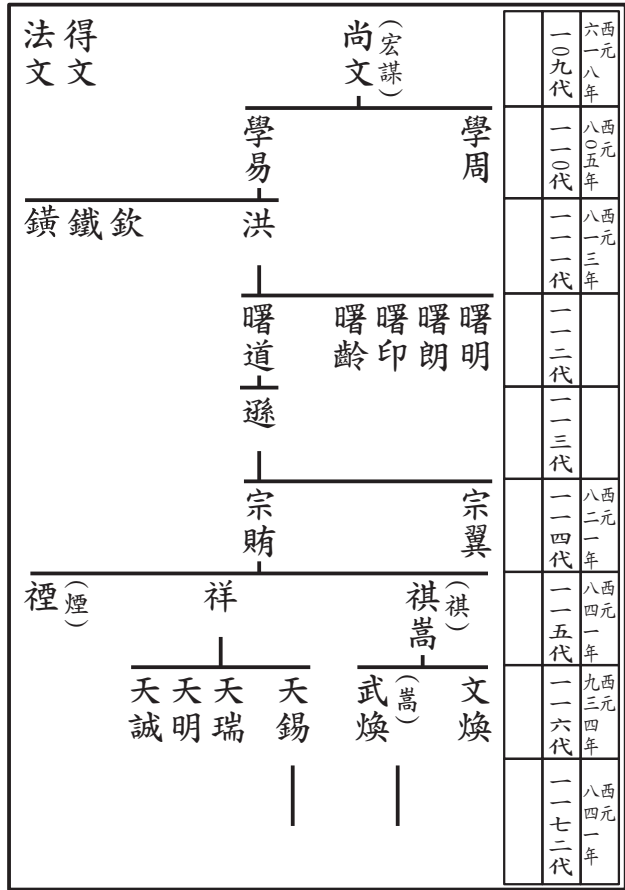 西元六一八年
一〇九代
尚文(宏謀)
得文
法文
西元八〇五年
一一〇代
學周
學易
西元八一三年
一一一代
洪
欽
鐵
鐄
一一二代
曙明
曙朗
曙印
曙齡
曙道
一一三代
遜
西元八二一年
一一四代
宗翼
宗賄
西元八四一年
一一五代
祺嵩(祺)
祥
禋(煙)
西元九三四年
一一六代
文煥
武煥(嵩)
天錫
天瑞
天明
天誠
西元八四一年
一一七二代